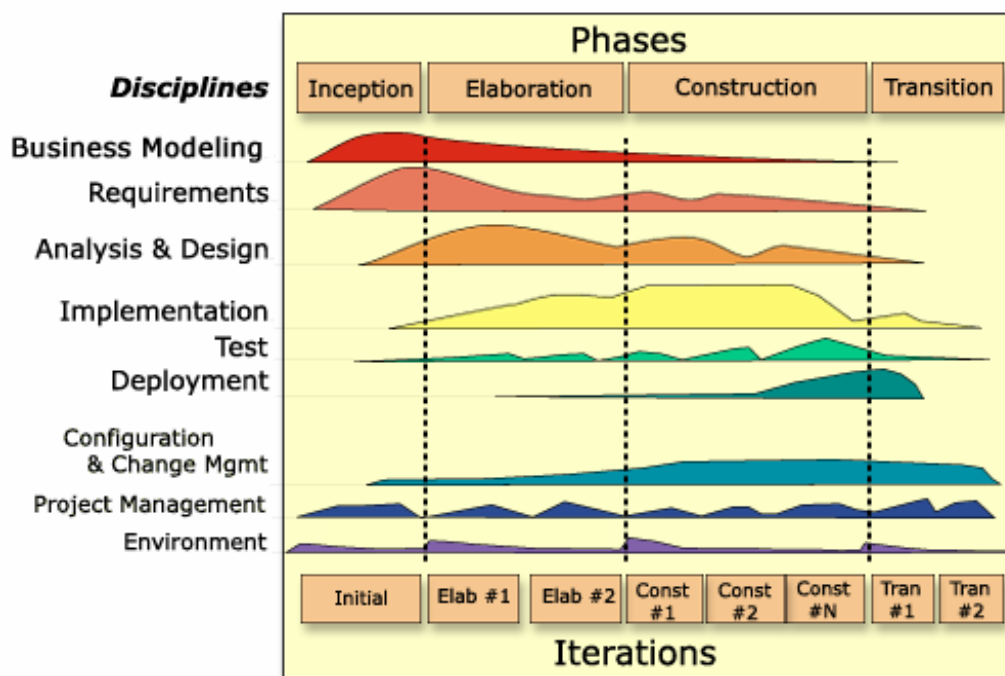 Phases
Disciplines
Inception
Elaboration
Construction
Transition
Business Modeling
Requirements
Analysis & Design
Implementation
Test
Deployment
Configuration
& Change Mgmt
Project Management
Environment
Initial
Elab #1
Elab #2
Const
#1
Const
#2
Const
#N
Tran
#1
Tran
#2
Iterations